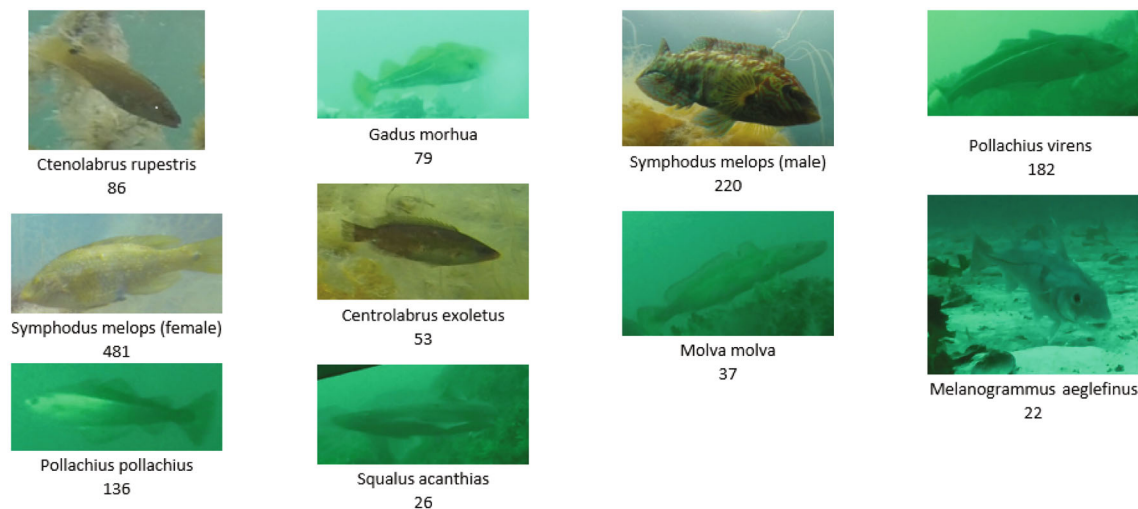 Ctenolabrus rupestris
86
Gadus morhua
79
Symphodus melops (male)
220
Pollachius virens
182
Symphodus melops (female)
481
Centrolabrus exoletus
53
Molva molva
37
Melanogrammus aeglefinus
22
Pollachius pollachius
136
Squalus acanthias
26